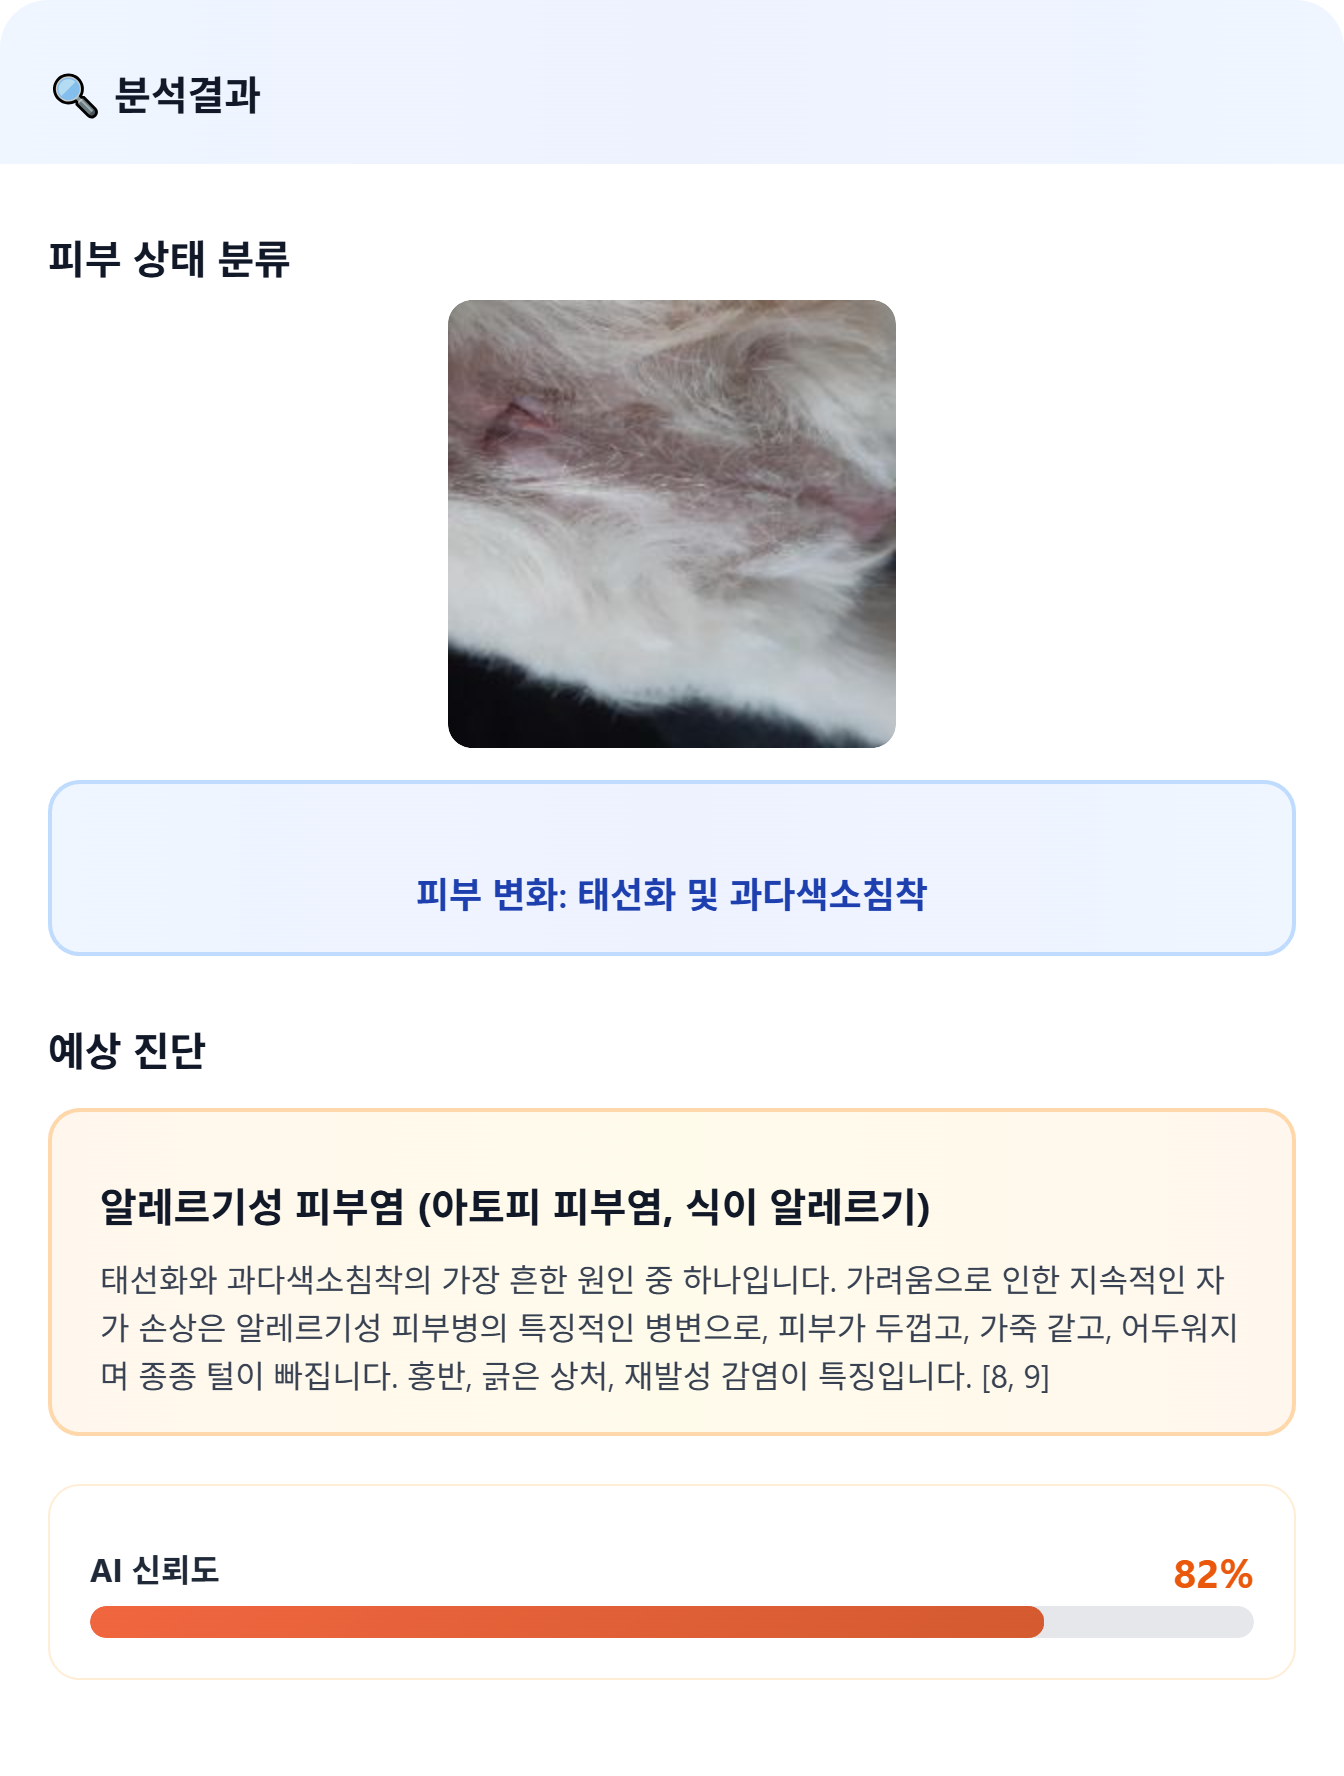 분석결과
피부 상태 분류
피부 변화: 태선화 및 과다색소침착
예상 진단
알레르기성 피부염 (아토피 피부염, 식이 알레르기)
태선화와 과다색소침착의 가장 흔한 원인 중 하나입니다. 가려움으로 인한 지속적인 자
가 손상은 알레르기성 피부병의 특징적인 병변으로, 피부가 두껍고, 가죽 같고, 어두워지
며 종종 털이 빠집니다. 홍반, 긁은 상처, 재발성 감염이 특징입니다. [8, 9]
AI 신뢰도
82%